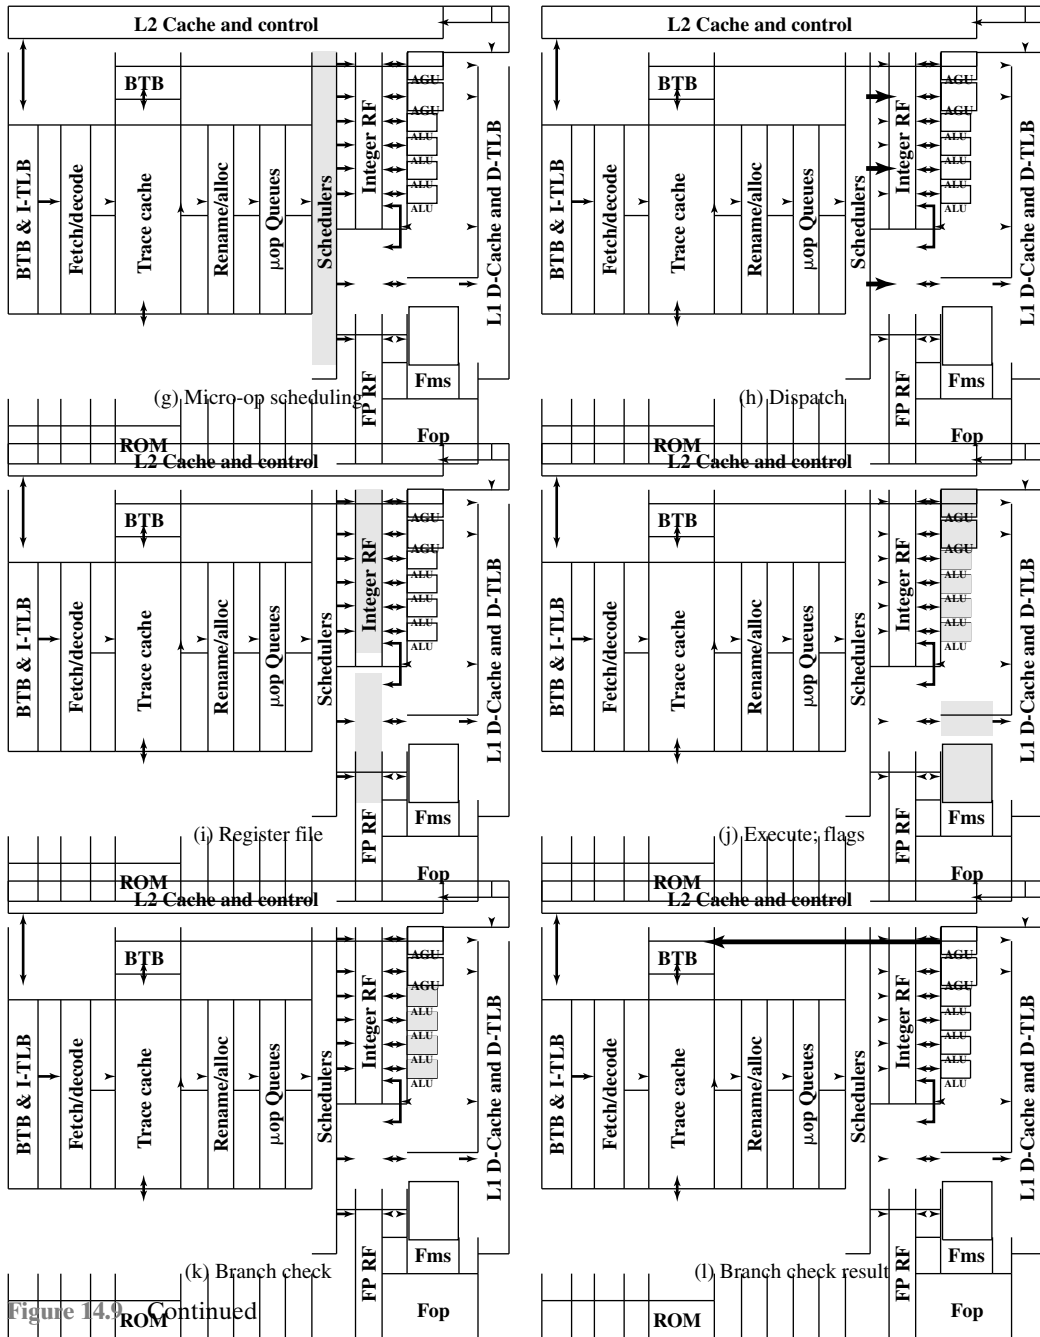 L2 Cache and control
BTB
AGU
AGU
ALU
ALU
ALU
ALU
BTB & I-TLB
Fetch/decode
Trace cache
Rename/alloc
µop Queues
Schedulers
Integer RF
L1 D-Cache and D-TLB
FP RF
Fms
Fop
ROM
(g) Micro-op scheduling
L2 Cache and control
BTB
AGU
AGU
ALU
ALU
ALU
ALU
BTB & I-TLB
Fetch/decode
Trace cache
Rename/alloc
µop Queues
Schedulers
Integer RF
L1 D-Cache and D-TLB
FP RF
Fms
Fop
ROM
(h) Dispatch
L2 Cache and control
BTB
AGU
AGU
ALU
ALU
ALU
ALU
BTB & I-TLB
Fetch/decode
Trace cache
Rename/alloc
µop Queues
Schedulers
Integer RF
L1 D-Cache and D-TLB
FP RF
Fms
Fop
ROM
(i) Register file
L2 Cache and control
BTB
AGU
AGU
ALU
ALU
ALU
ALU
BTB & I-TLB
Fetch/decode
Trace cache
Rename/alloc
µop Queues
Schedulers
Integer RF
L1 D-Cache and D-TLB
FP RF
Fms
Fop
ROM
(j) Execute; flags
L2 Cache and control
BTB
AGU
AGU
ALU
ALU
ALU
ALU
BTB & I-TLB
Fetch/decode
Trace cache
Rename/alloc
µop Queues
Schedulers
Integer RF
L1 D-Cache and D-TLB
FP RF
Fms
Fop
ROM
(k) Branch check
L2 Cache and control
BTB
AGU
AGU
ALU
ALU
ALU
ALU
BTB & I-TLB
Fetch/decode
Trace cache
Rename/alloc
µop Queues
Schedulers
Integer RF
L1 D-Cache and D-TLB
FP RF
Fms
Fop
ROM
(l) Branch check result
Figure 14.9 Continued